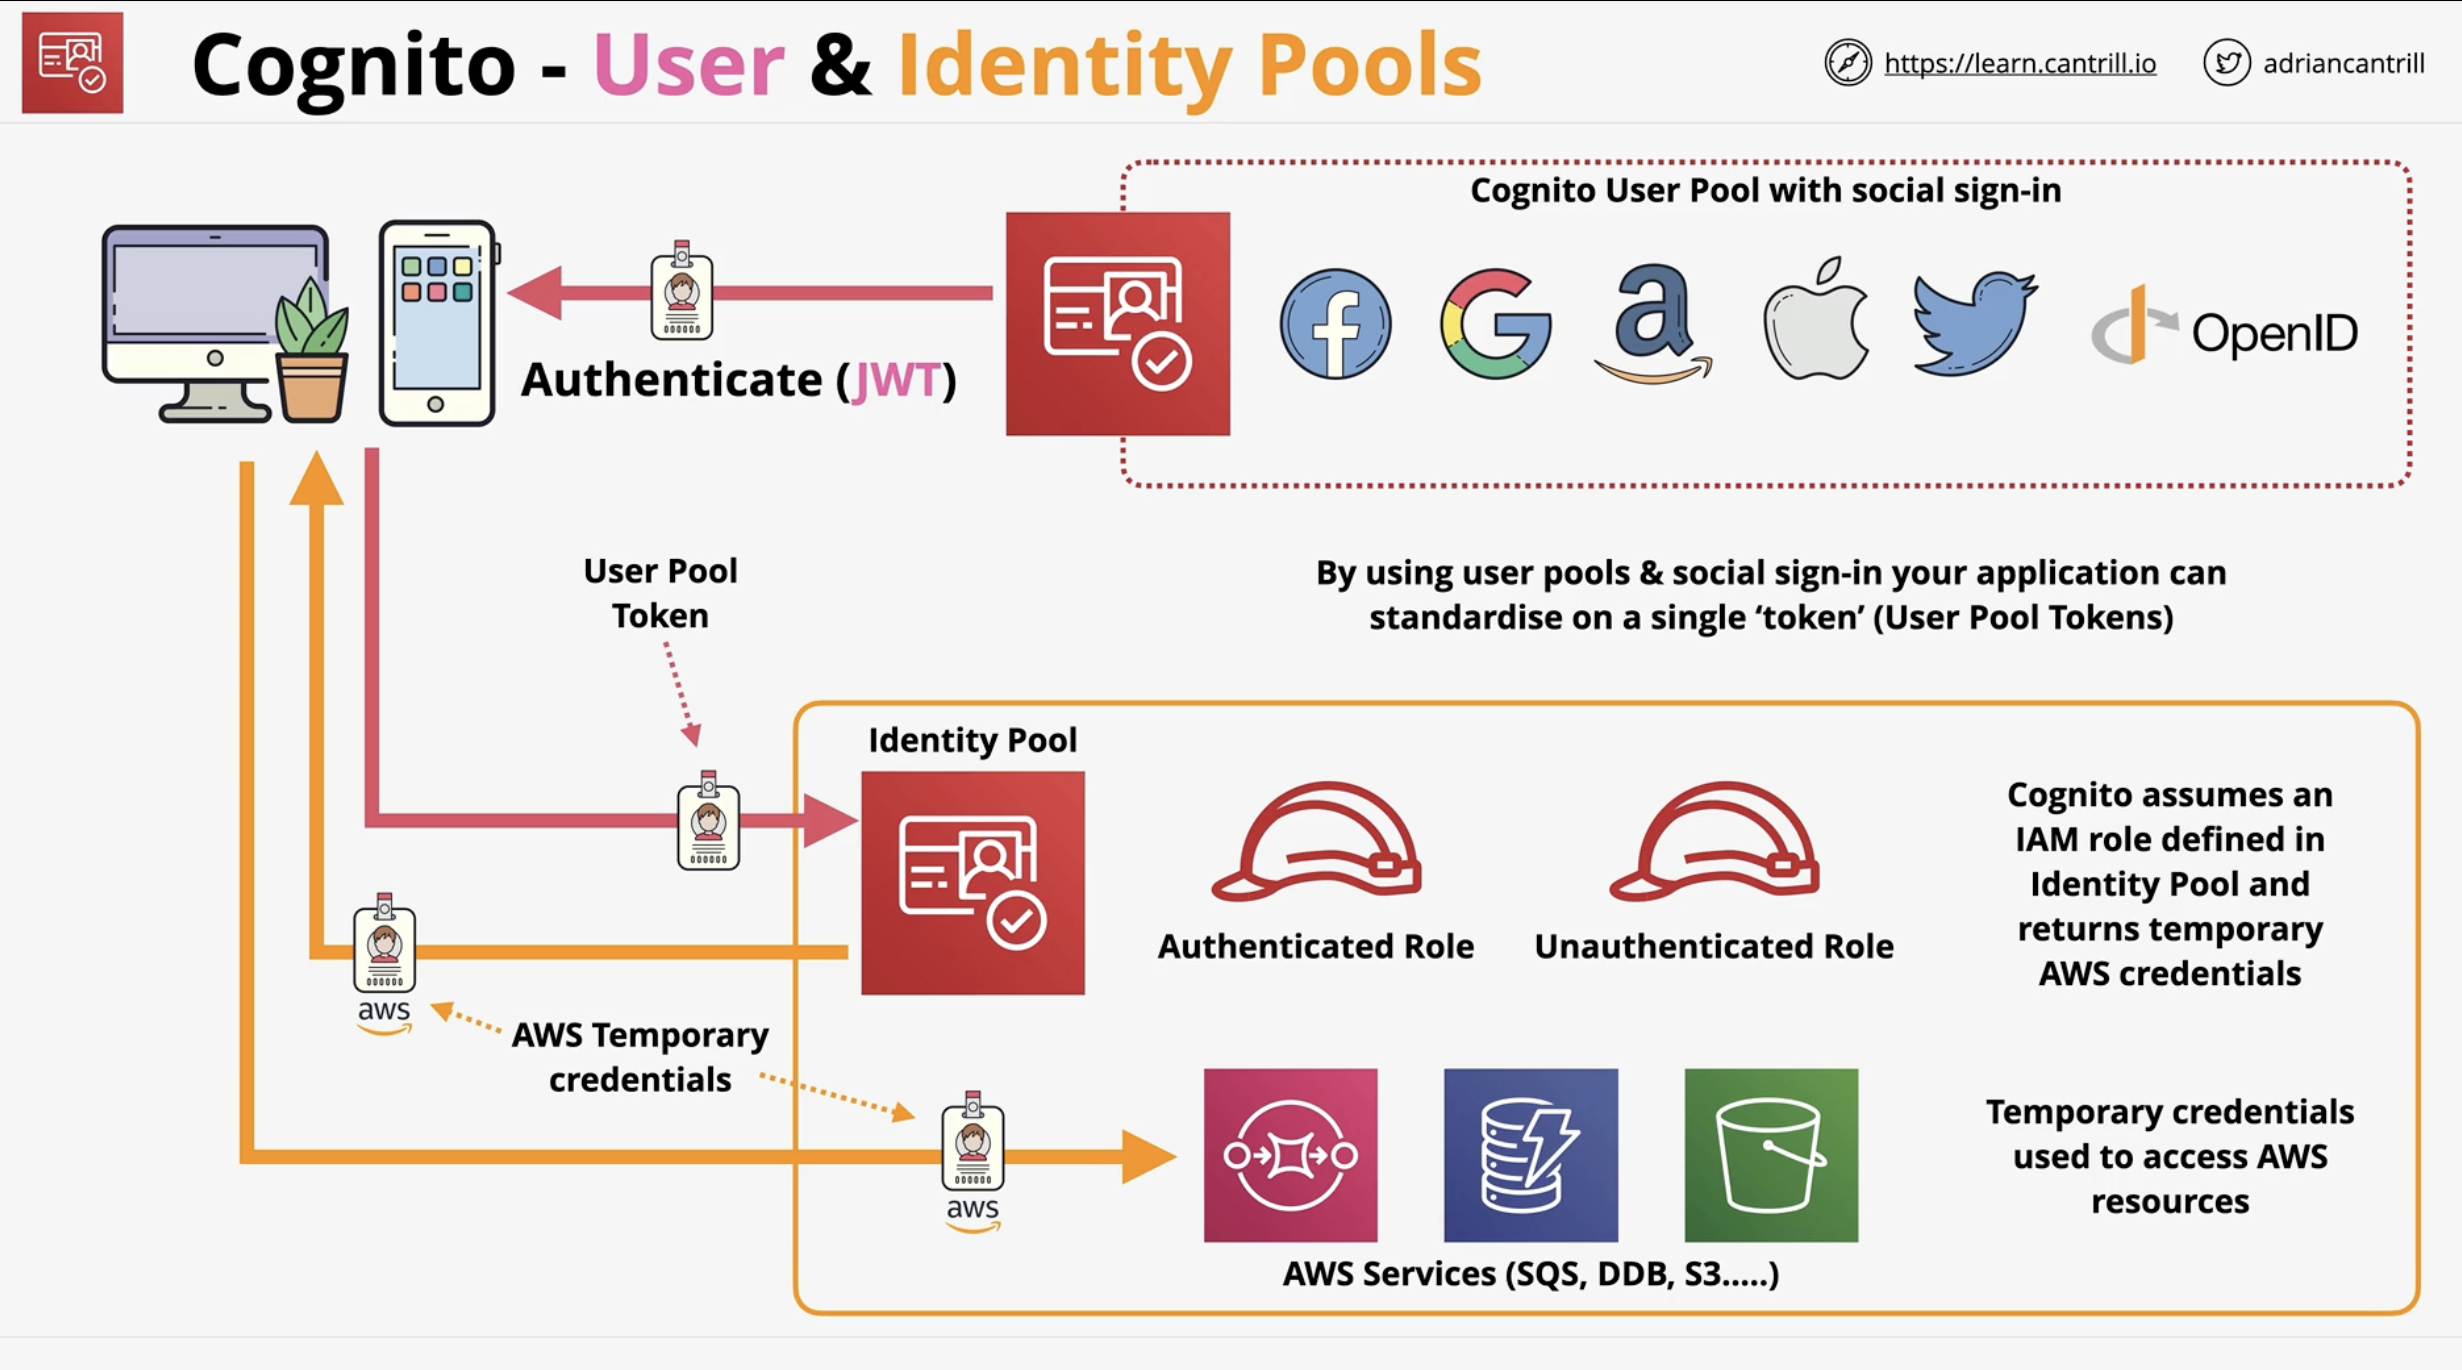 Cognito - User & Identity Pools
https://learn.cantrill.io
adriancantrill
Cognito User Pool with social sign-in
OpenID
Authenticate (JWT)
User Pool
Token
By using user pools & social sign-in your application can
standardise on a single ‘token’ (User Pool Tokens)
Identity Pool
Authenticated Role
Unauthenticated Role
Cognito assumes an
IAM role defined in
Identity Pool and
returns temporary
AWS credentials
aws
AWS Temporary
credentials
aws
AWS Services (SQS, DDB, S3.....)
Temporary credentials
used to access AWS
resources